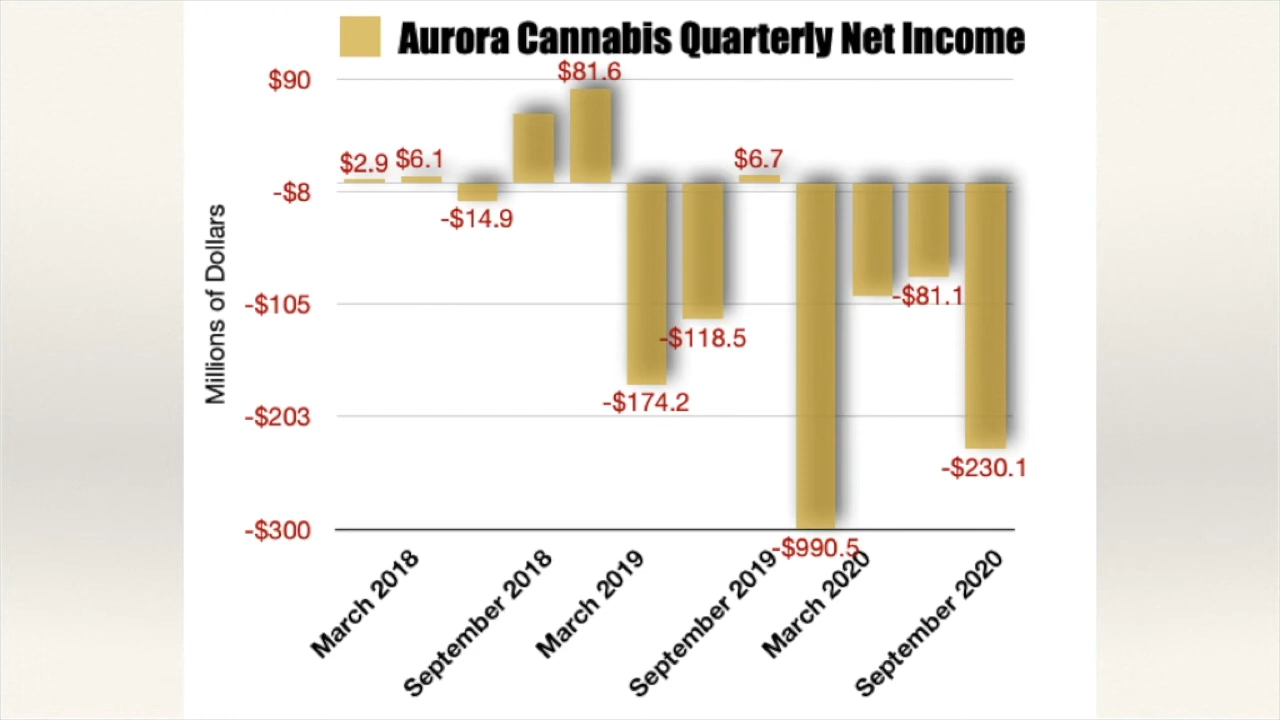 Aurora Cannabis Quarterly Net Income
$90
-$8
-$105
-$203
-$300
Millions of Dollars
$2.9
$6.1
-$14.9
$81.6
-$174.2
-$118.5
$6.7
-$990.5
-$81.1
-$230.1
March 2018
September 2018
March 2019
September 2019
March 2020
September 2020